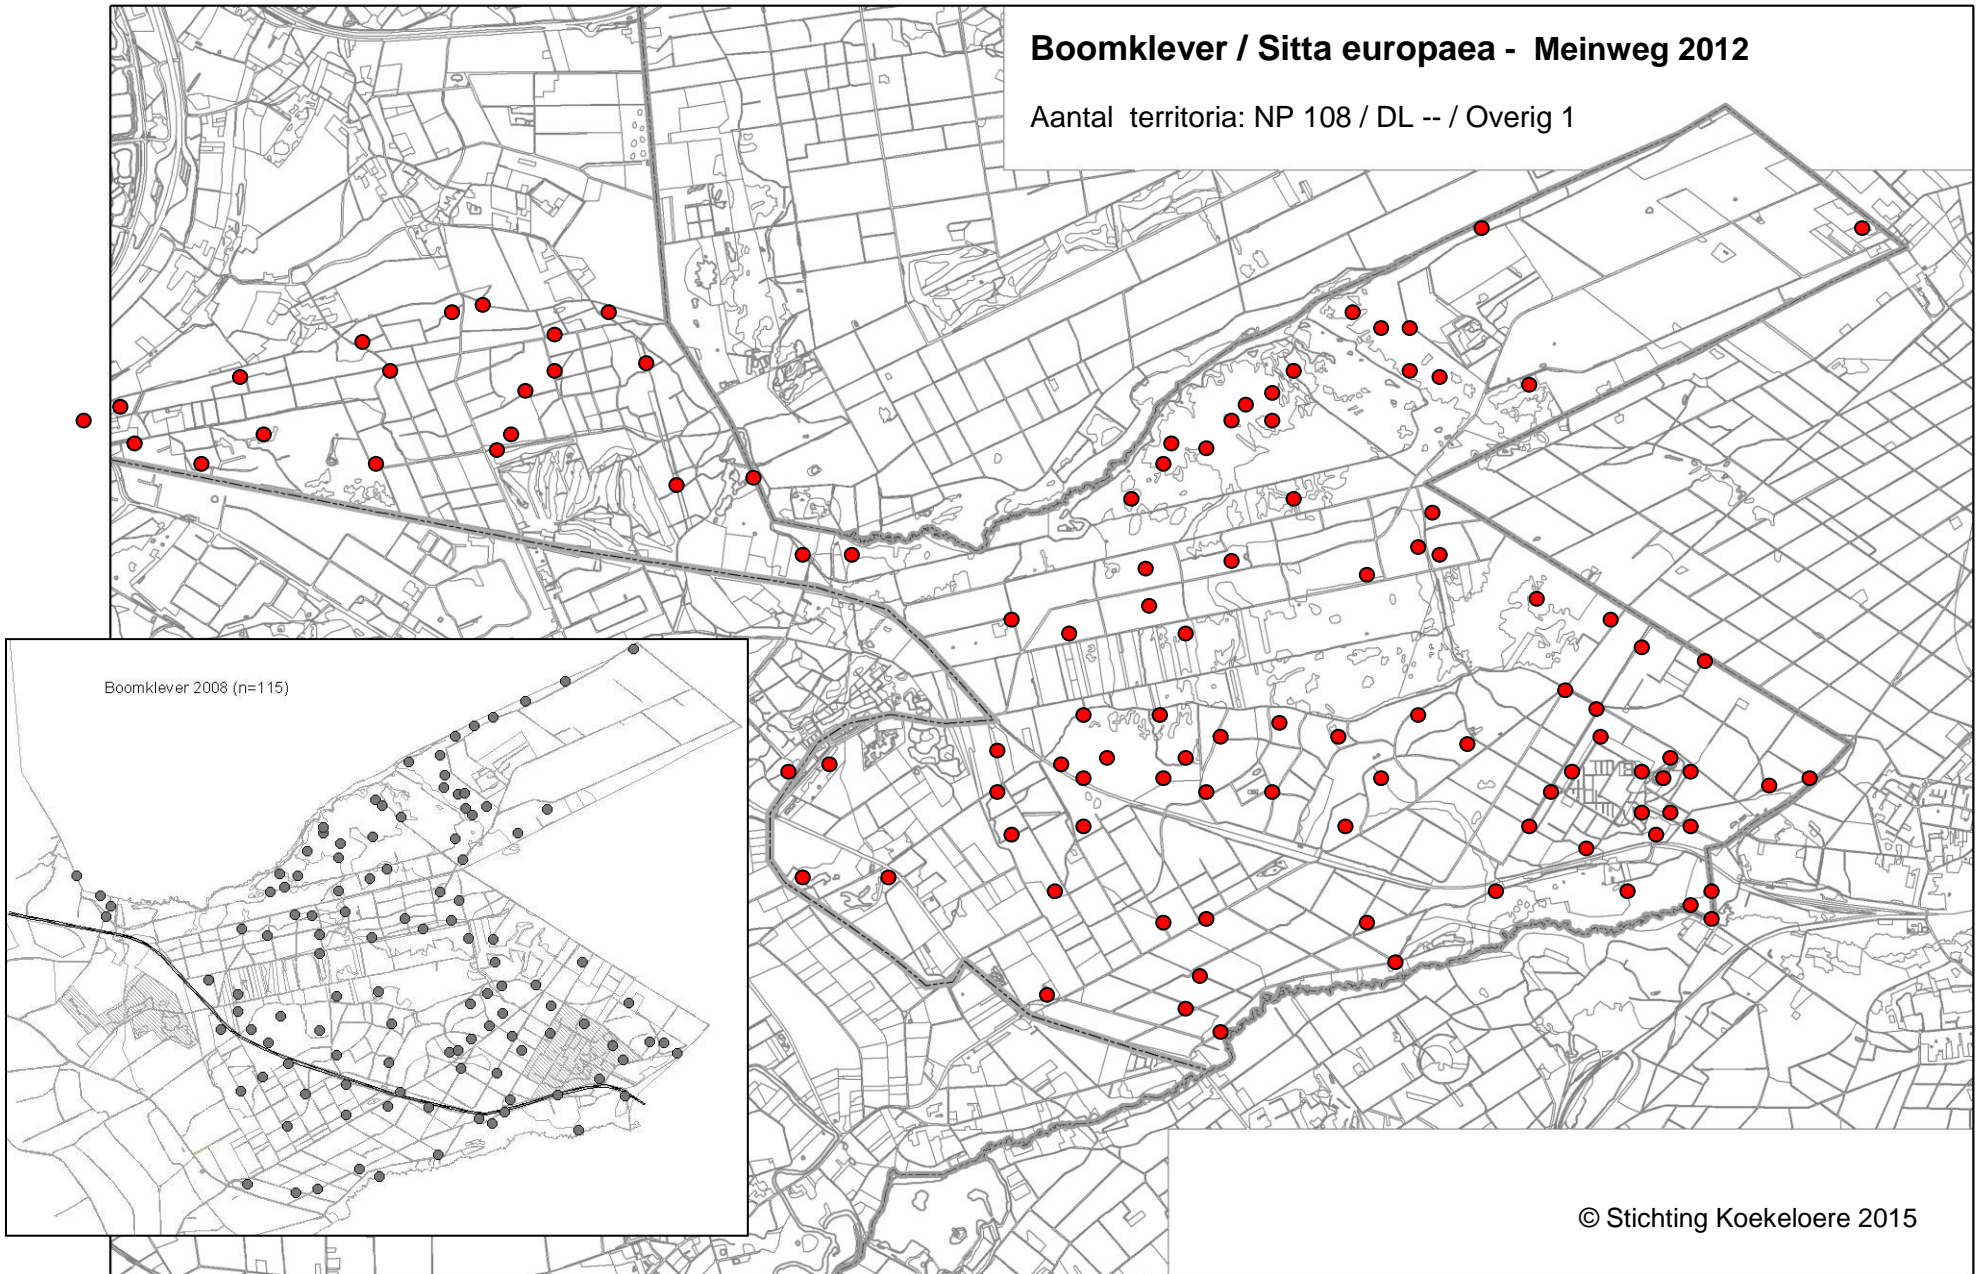 Boomklever / Sitta europaea - Meinweg 2012
Aantal territoria: NP 108 / DL -- / Overig 1
Boomklever 2008 (n=115)
© Stichting Koekeloere 2015